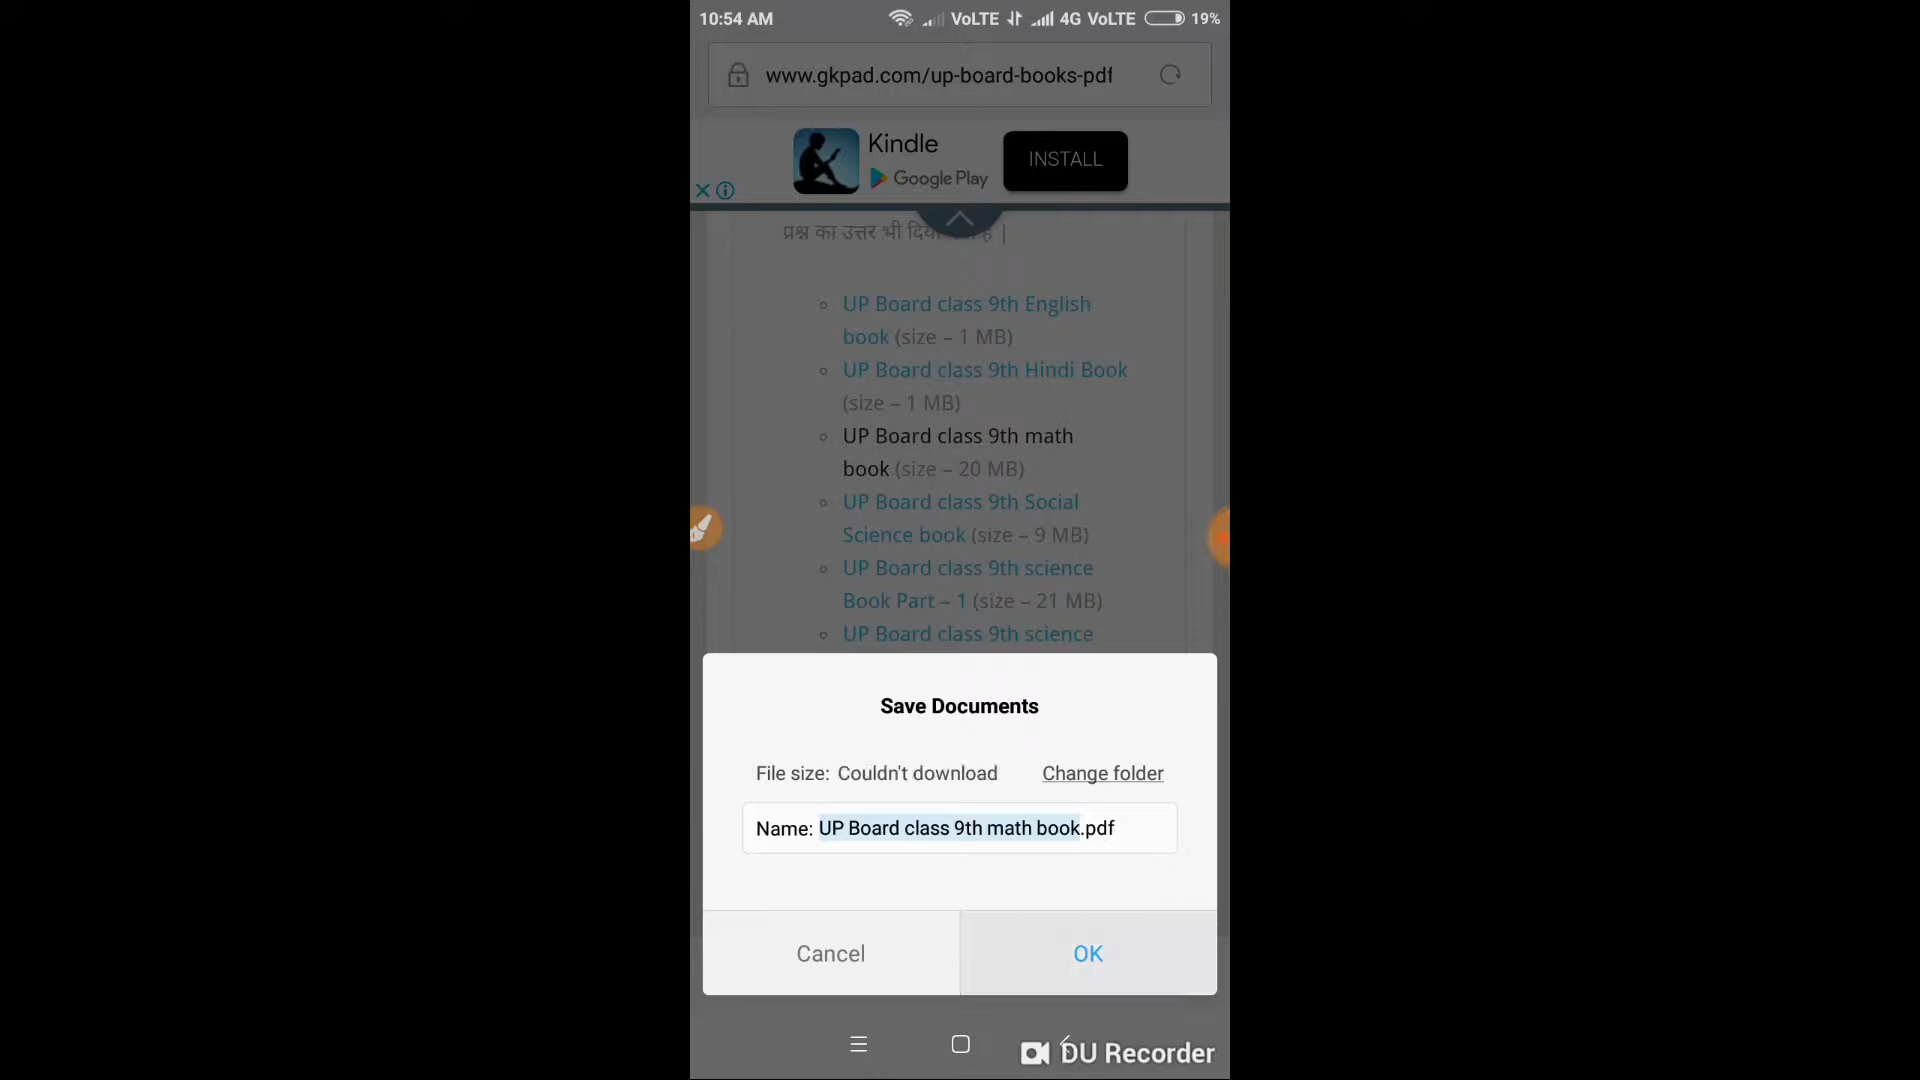 10:54 AM VoLTE 4G VoLTE 19%
www.gkpad.com/up-board-books-pdf
Kindle
Google Play
INSTALL
प्रश्न का उत्तर भी है |
UP Board class 9th English
book (size – 1 MB)
UP Board class 9th Hindi Book
(size – 1 MB)
UP Board class 9th math
book (size – 20 MB)
UP Board class 9th Social
Science book (size – 9 MB)
UP Board class 9th science
Book Part – 1 (size – 21 MB)
UP Board class 9th science
Save Documents
File size: Couldn't download Change folder
Name: UP Board class 9th math book.pdf
Cancel OK
DU Recorder